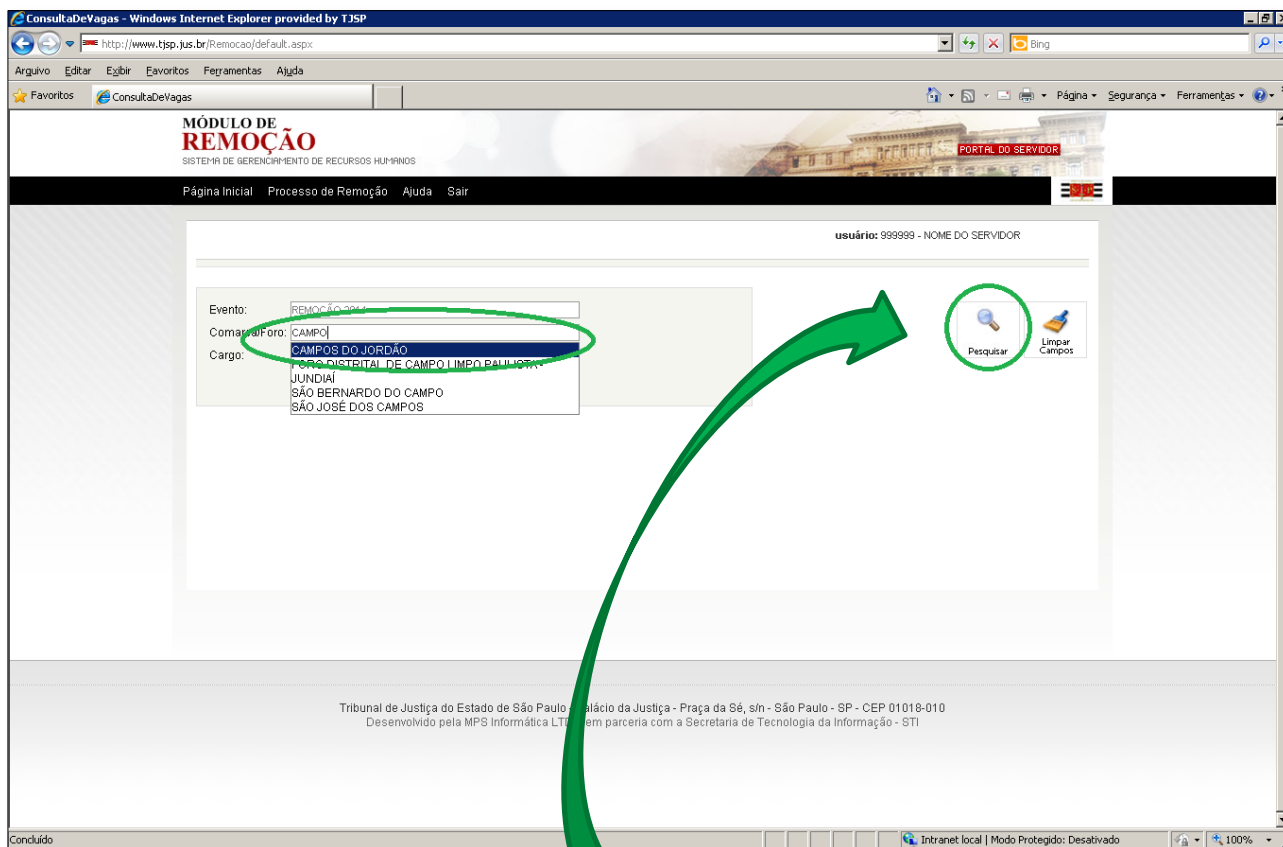 ConsultaDeVagas - Windows Internet Explorer provided by TJSP
http://www.tjsp.jus.br/Remocao/default.aspx
Bing
Arquivo Editar Exibir Favoritos Ferramentas Ajuda
Favoritos ConsultaDeVagas Página Segurança Ferramentas
MÓDULO DE
REMOÇÃO
SISTEMA DE GERENCIAMENTO DE RECURSOS HUMANOS
PORTAL DO SERVIDOR
Página Inicial Processo de Remoção Ajuda Sair
usuário: 999999 - NOME DO SERVIDOR
Evento: REMOÇÃO 2014
Comarca/Foro: CAMPO
Cargo:
CAMPOS DO JORDÃO
FORO DISTRITAL DE CAMPO LIMPO PAULISTA -
JUNDIAÍ
SÃO BERNARDO DO CAMPO
SÃO JOSÉ DOS CAMPOS
Pesquisar
Limpar
Campos
Tribunal de Justiça do Estado de São Paulo - Palácio da Justiça - Praça da Sé, s/n - São Paulo - SP - CEP 01018-010
Desenvolvido pela MPS Informática LTDA em parceria com a Secretaria de Tecnologia da Informação - STI
Concluído
Intranet local | Modo Protegido: Desativado
100%